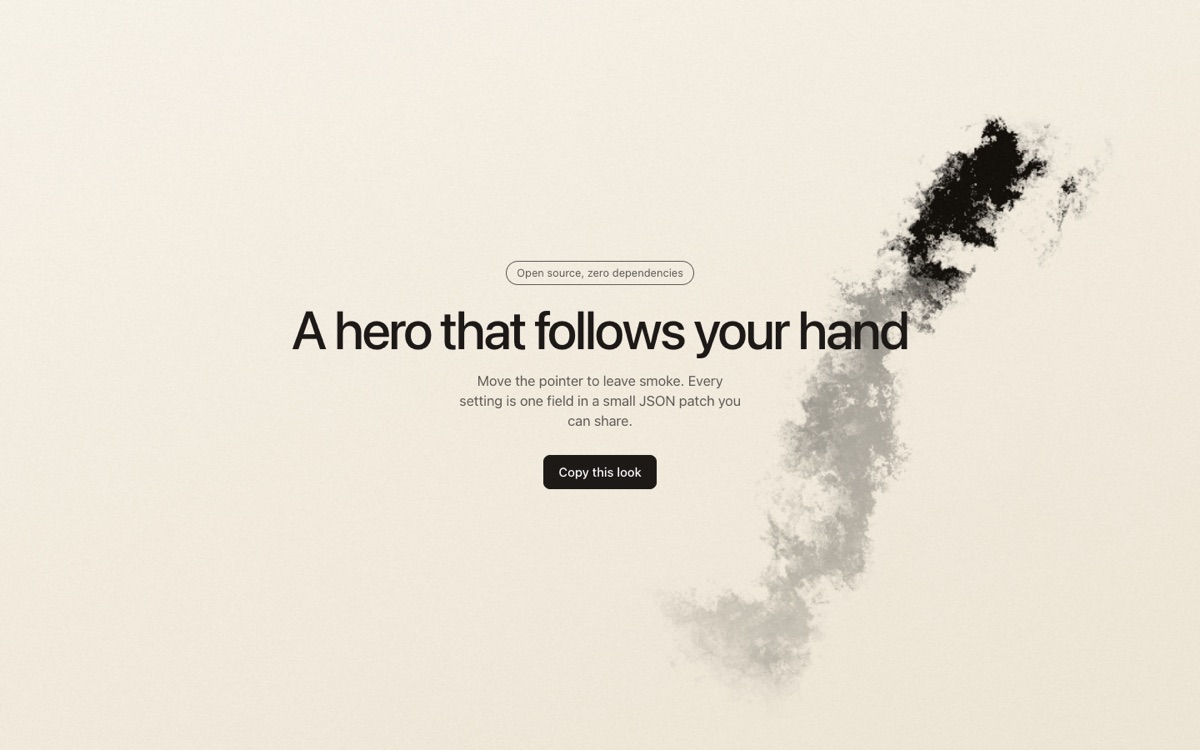 Open source, zero dependencies
A hero that follows your hand
Move the pointer to leave smoke. Every
setting is one field in a small JSON patch you
can share.
Copy this look